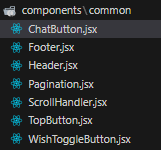 components\common
ChatButton.jsx
Footer.jsx
Header.jsx
Pagination.jsx
ScrollHandler.jsx
TopButton.jsx
WishToggleButton.jsx